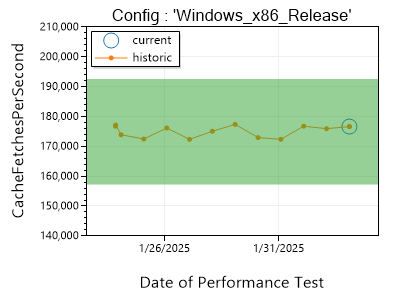 Config : 'Windows_x86_Release'
CacheFetchesPerSecond
210,000
200,000
190,000
180,000
170,000
160,000
150,000
140,000
current
historic
1/26/2025
1/31/2025
Date of Performance Test